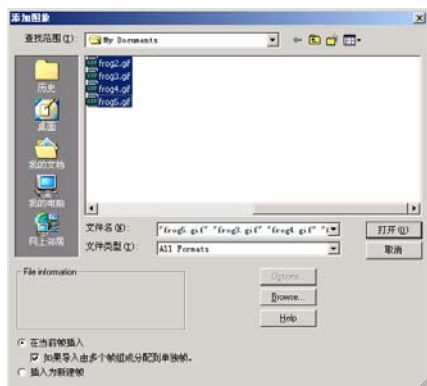 添加图象
查找范围(I):
My Documents
历史
桌面
我的文档
我的电脑
网上邻居
frog2.gif
frog3.gif
frog4.gif
frog5.gif
文件名(N):
"frog5.gif" "frog3.gif" "frog4.gif" "f
打开(O)
文件类型(T):
All Formats
取消
File information
Options...
Browse...
Help
在当前帧插入
如果导入由多个帧组成分配到单独帧。
插入为新建帧